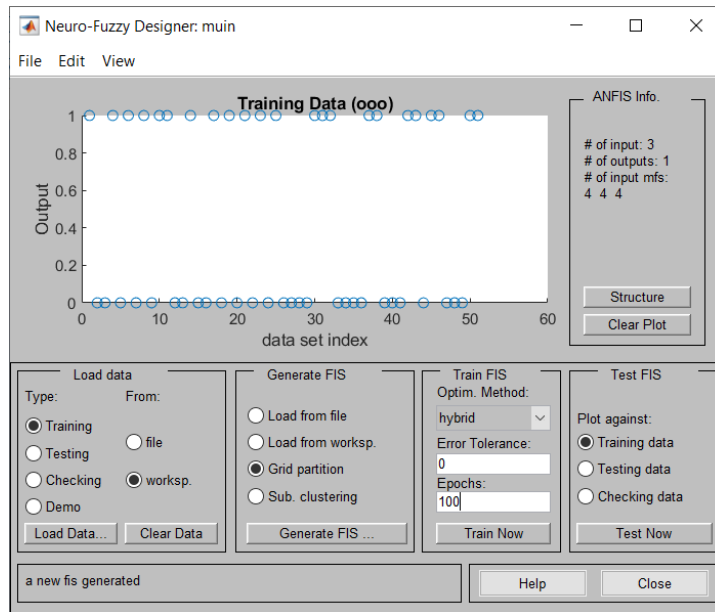 Neuro-Fuzzy Designer: muin
File Edit View
Training Data (ooo)
1
0.8
0.6
0.4
0.2
0
Output
0 10 20 30 40 50 60
data set index
ANFIS Info.
# of input: 3
# of outputs: 1
# of input mfs:
4 4 4
Structure
Clear Plot
Load data
Type: From:
Training
Testing
Checking
Demo
file
worksp.
Load Data... Clear Data
Generate FIS
Load from file
Load from worksp.
Grid partition
Sub. clustering
Generate FIS ...
Train FIS
Optim. Method:
hybrid
Error Tolerance:
0
Epochs:
100
Train Now
Test FIS
Plot against:
Training data
Testing data
Checking data
Test Now
a new fis generated
Help Close